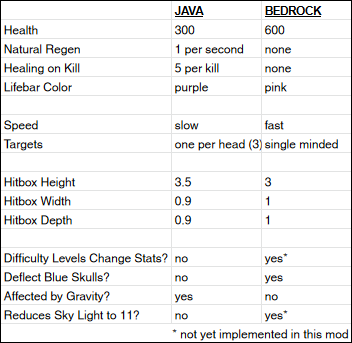 JAVA BEDROCK
Health 300 600
Natural Regen 1 per second none
Healing on Kill 5 per kill none
Lifebar Color purple pink
Speed slow fast
Targets one per head (3) single minded
Hitbox Height 3.5 3
Hitbox Width 0.9 1
Hitbox Depth 0.9 1
Difficulty Levels Change Stats? no yes*
Deflect Blue Skulls? no yes
Affected by Gravity? yes no
Reduces Sky Light to 11? no yes*
* not yet implemented in this mod